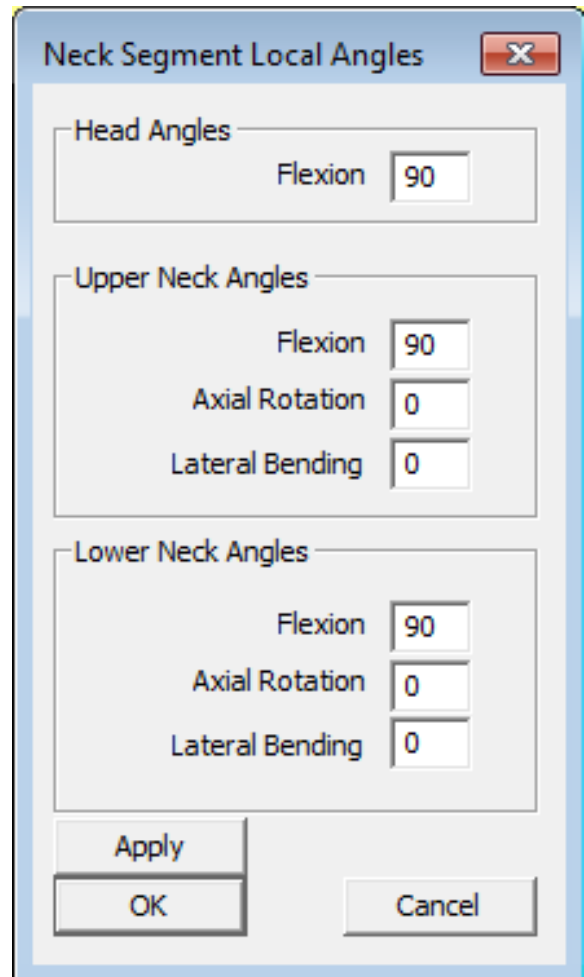 Neck Segment Local Angles
Head Angles
Flexion 90
Upper Neck Angles
Flexion 90
Axial Rotation 0
Lateral Bending 0
Lower Neck Angles
Flexion 90
Axial Rotation 0
Lateral Bending 0
Apply
OK Cancel